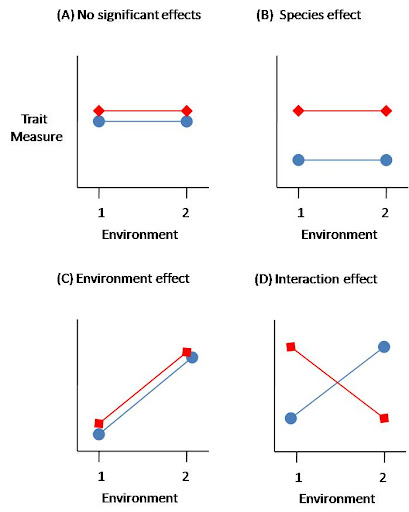 (A) No significant effects
(B) Species effect
Trait
Measure
1 2
Environment
1 2
Environment
(C) Environment effect
(D) Interaction effect
1 2
Environment
1 2
Environment